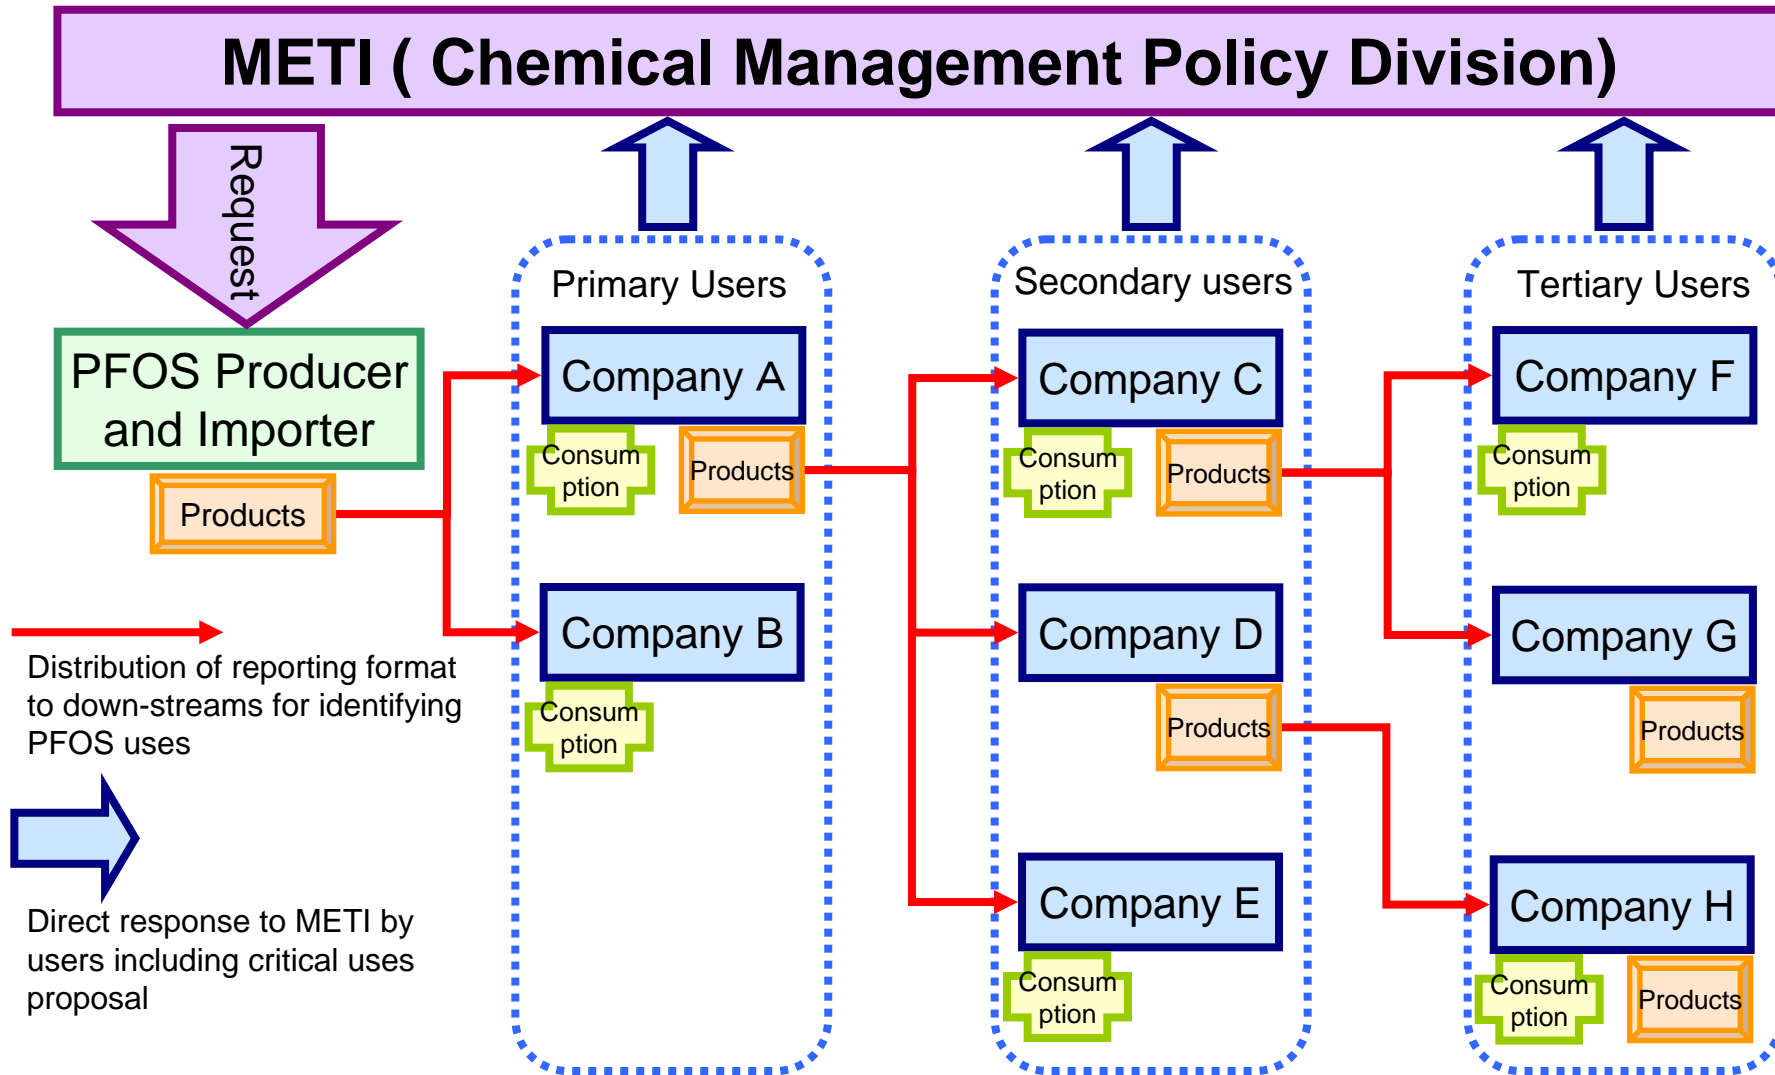 METI ( Chemical Management Policy Division)
Request
PFOS Producer
and Importer
Products
Distribution of reporting format
to down-streams for identifying
PFOS uses
Direct response to METI by
users including critical uses
proposal
Primary Users
Company A
Consum
ption
Products
Company B
Consum
ption
Secondary users
Company C
Consum
ption
Products
Company D
Products
Company E
Consum
ption
Tertiary Users
Company F
Consum
ption
Company G
Products
Company H
Consum
ption
Products